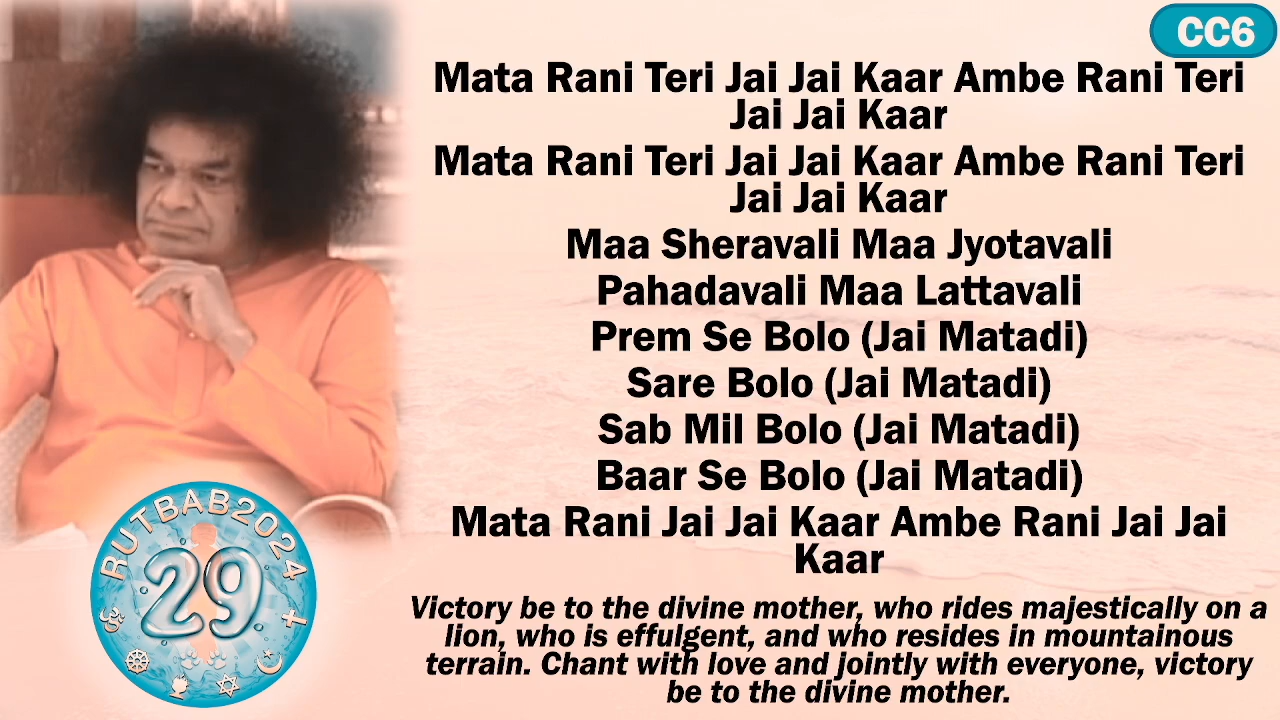 CC6
Mata Rani Teri Jai Jai Kaar Ambe Rani Teri
Jai Jai Kaar
Mata Rani Teri Jai Jai Kaar Ambe Rani Teri
Jai Jai Kaar
Maa Sheravali Maa Jyotavali
Pahadavali Maa Lattavali
Prem Se Bolo (Jai Matadi)
Sare Bolo (Jai Matadi)
Sab Mil Bolo (Jai Matadi)
Baar Se Bolo (Jai Matadi)
Mata Rani Jai Jai Kaar Ambe Rani Jai Jai
Kaar
Victory be to the divine mother, who rides majestically on a
lion, who is effulgent, and who resides in mountainous
terrain. Chant with love and jointly with everyone, victory
be to the divine mother.
RUTBAB2024
29
ॐ